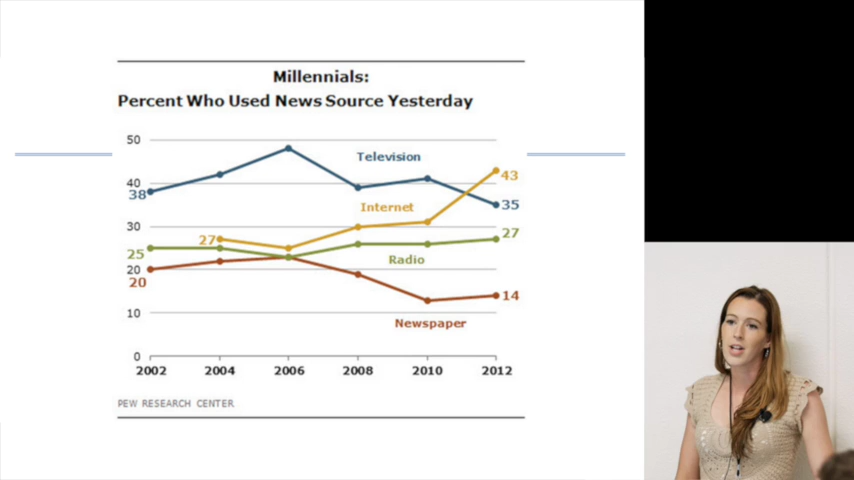 Millennials:
Percent Who Used News Source Yesterday
50
Television
43
40
38
35
Internet
30
27
27
25
Radio
20
20
14
10
Newspaper
0
2002 2004 2006 2008 2010 2012
PEW RESEARCH CENTER